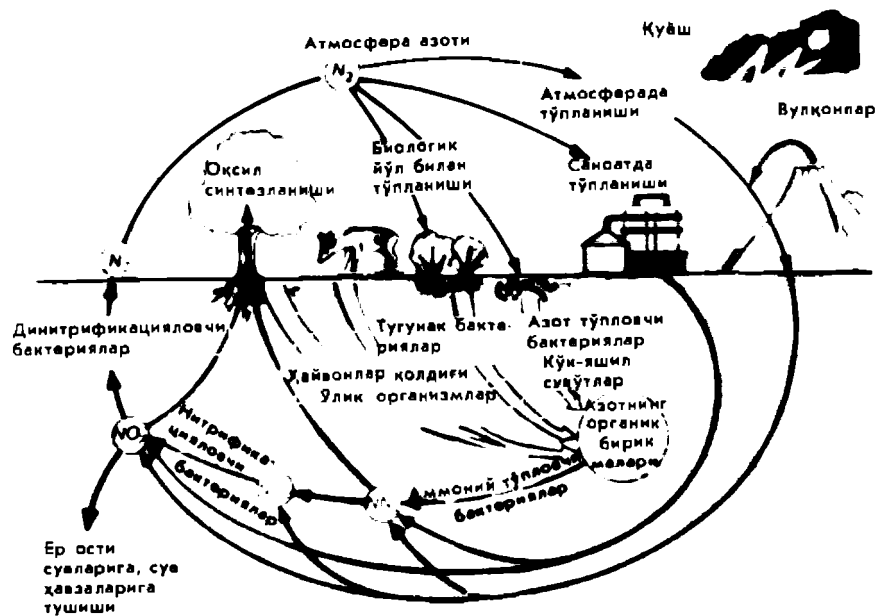 Қуёш
Атмосфера азоти
N₂
Атмосферада
тўпланиши
Вулқонлар
Оқсил
синтезланиши
Биологик
йўл билан
тўпланиши
Саноатда
тўпланиши
Динитрификацияловчи
бактериялар
Тугунак бакте-
риялар
Азот тўпловчи
бактериялар
Кўк-яшил
сувўтлар
Ҳайвонлар қолдиғи
Ўлик организмлар
Азотнинг
органик
бирик
малари
Нитрифика-
цияловчи
бактериялар
Аммоний тўпловчи
бактериялар
Ер ости
сувларига, сув
ҳавзаларига
тушиши